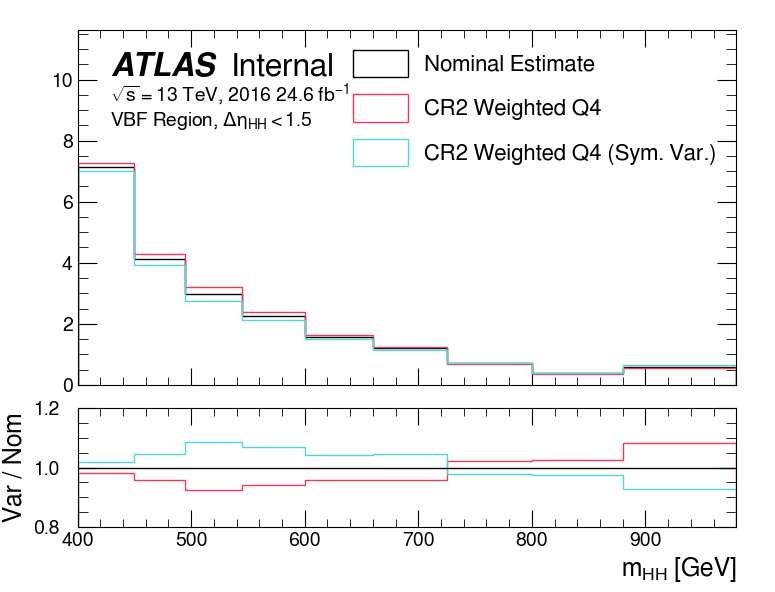 ATLAS Internal
√s = 13 TeV, 2016 24.6 fb⁻¹
VBF Region, Δη_HH < 1.5
Nominal Estimate
CR2 Weighted Q4
CR2 Weighted Q4 (Sym. Var.)
10
8
6
4
2
0
Var / Nom
1.2
1.0
0.8
400 500 600 700 800 900
m_HH [GeV]